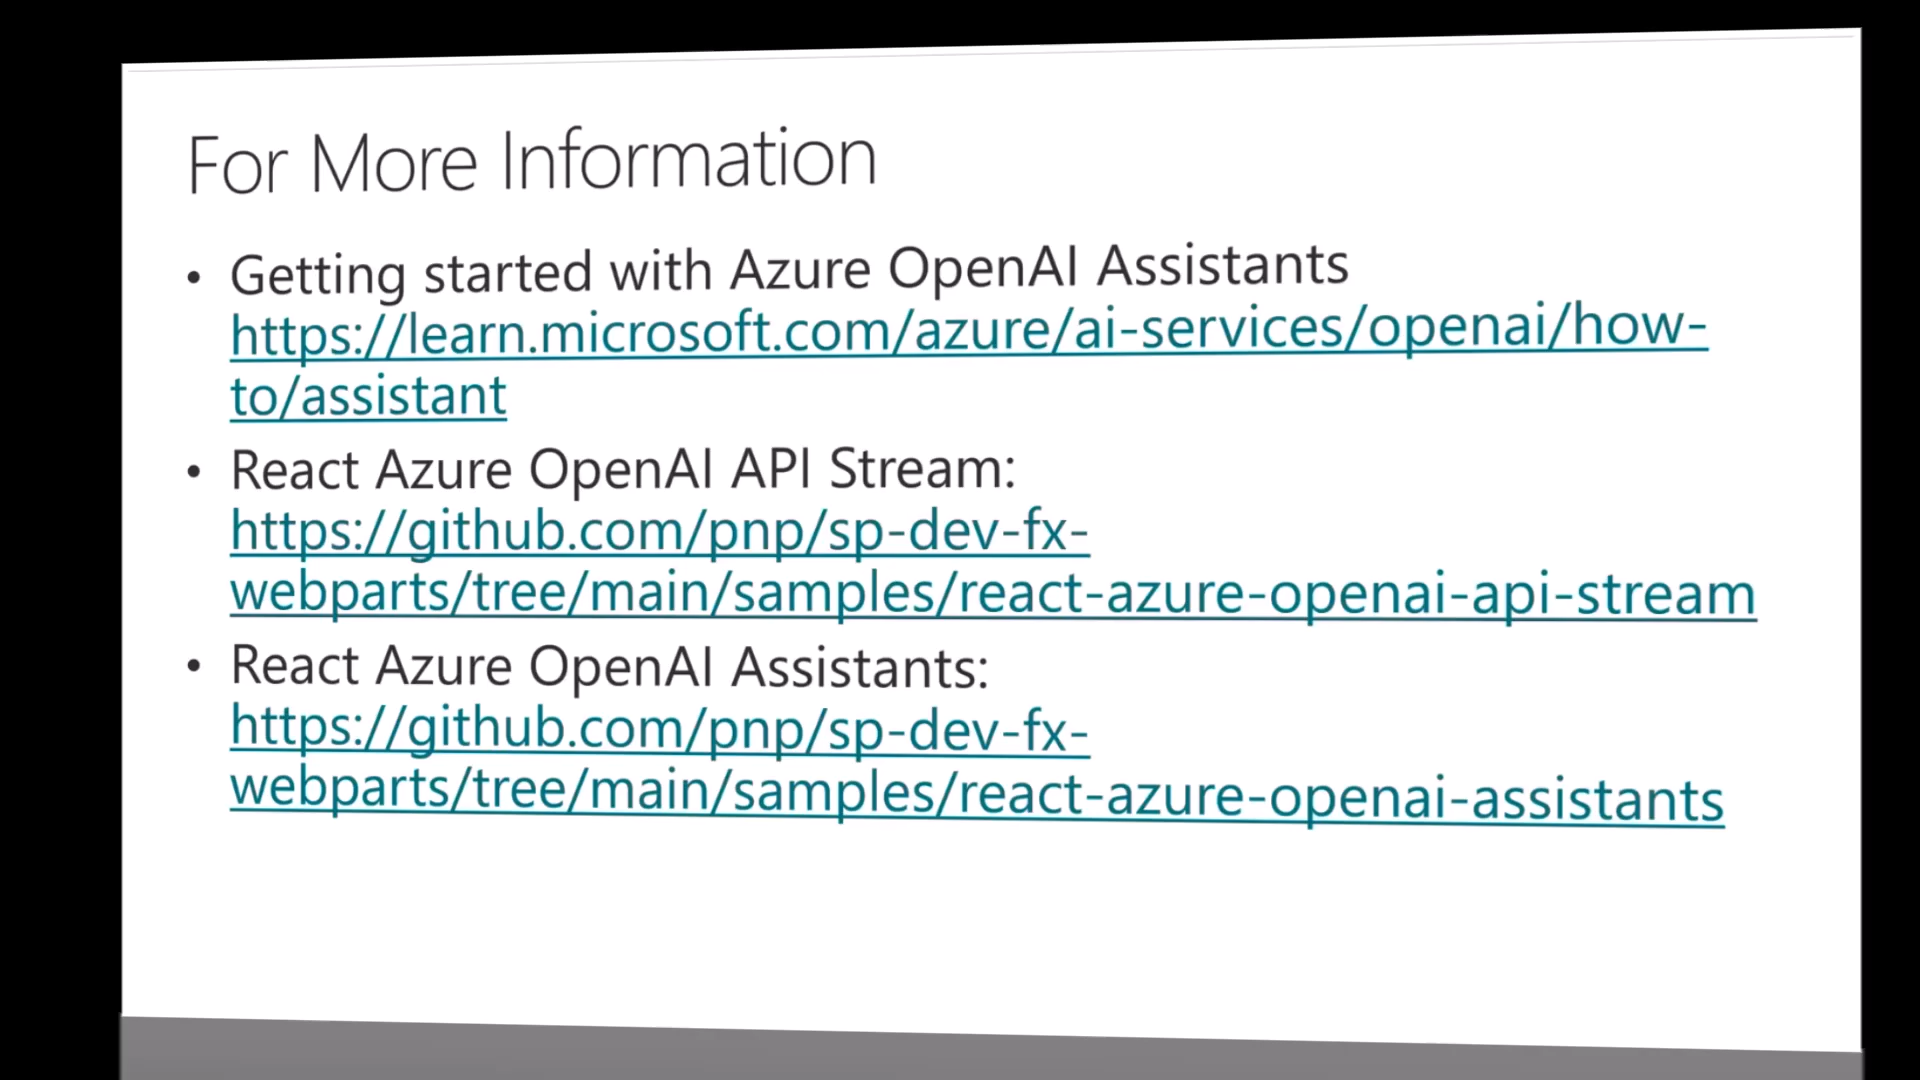 For More Information
• Getting started with Azure OpenAI Assistants
https://learn.microsoft.com/azure/ai-services/openai/how-
to/assistant
• React Azure OpenAI API Stream:
https://github.com/pnp/sp-dev-fx-
webparts/tree/main/samples/react-azure-openai-api-stream
• React Azure OpenAI Assistants:
https://github.com/pnp/sp-dev-fx-
webparts/tree/main/samples/react-azure-openai-assistants